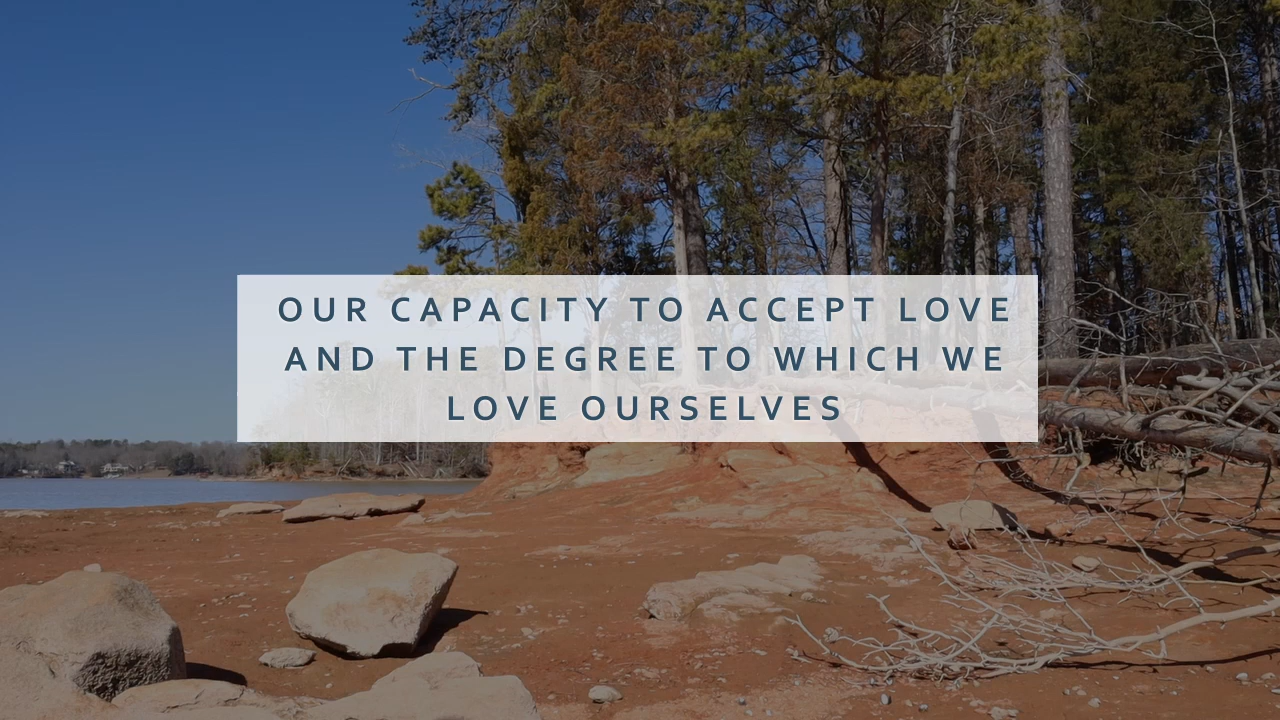 OUR CAPACITY TO ACCEPT LOVE
AND THE DEGREE TO WHICH WE
LOVE OURSELVES